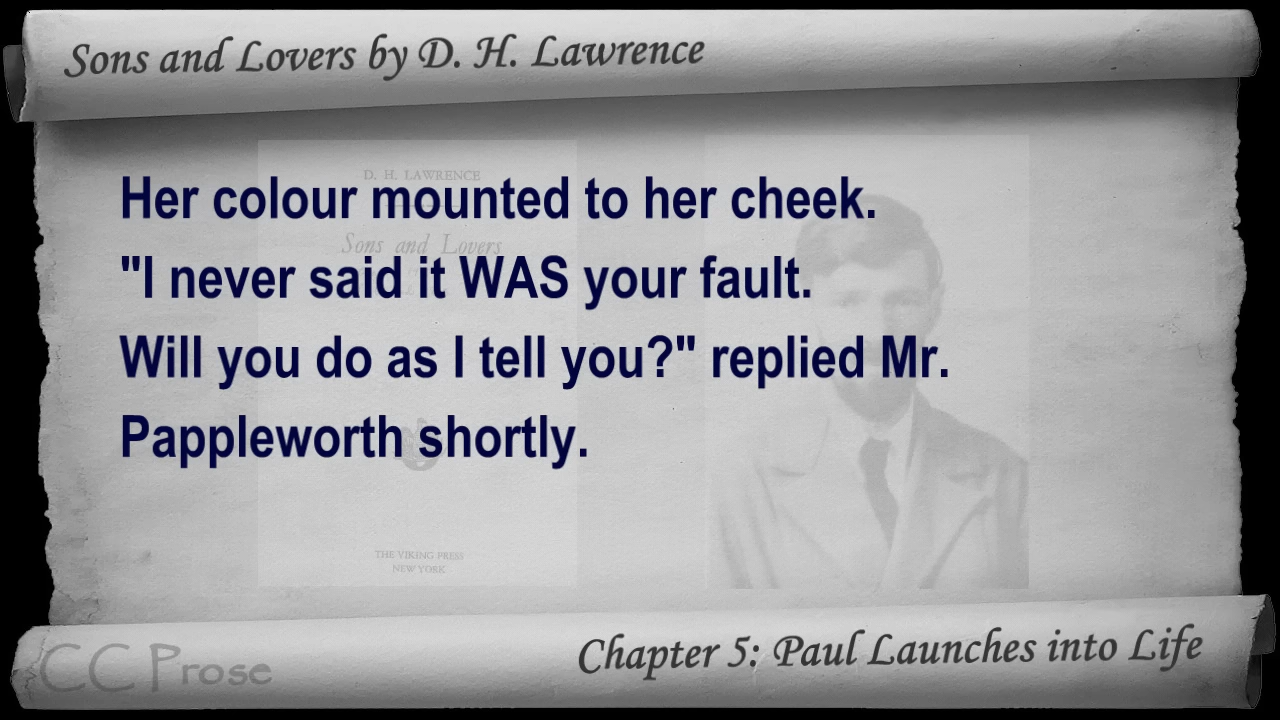 Sons and Lovers by D. H. Lawrence
D. H. LAWRENCE
Her colour mounted to her cheek.
Sons and Lovers
"I never said it WAS your fault.
Will you do as I tell you?" replied Mr.
Pappleworth shortly.
THE VIKING PRESS
NEW YORK
CC Prose
Chapter 5: Paul Launches into Life